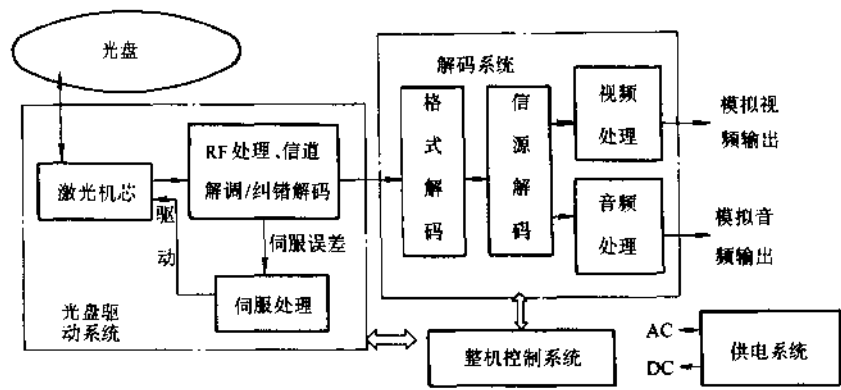 光盘
解码系统
格
式
解
码
信
源
解
码
视频
处理
模拟视
频输出
RF处理、信道
解调/纠错解码
激光机芯
驱
动
伺服误差
音频
处理
模拟音
频输出
伺服处理
光盘驱
动系统
整机控制系统
AC
DC
供电系统